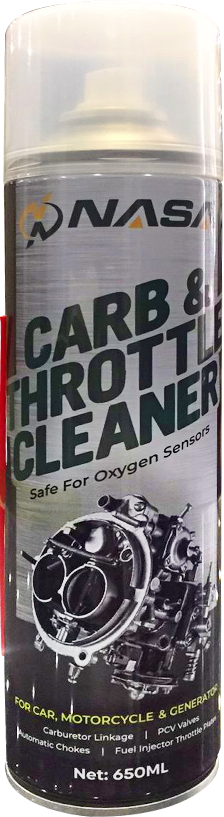 NASA
CARB &
THROTTLE
CLEANER
Safe For Oxygen Sensors
FOR CAR, MOTORCYCLE & GENERATOR
Carburetor Linkage | PCV Valves
Automatic Chokes | Fuel Injector Throttle
Net: 650ML